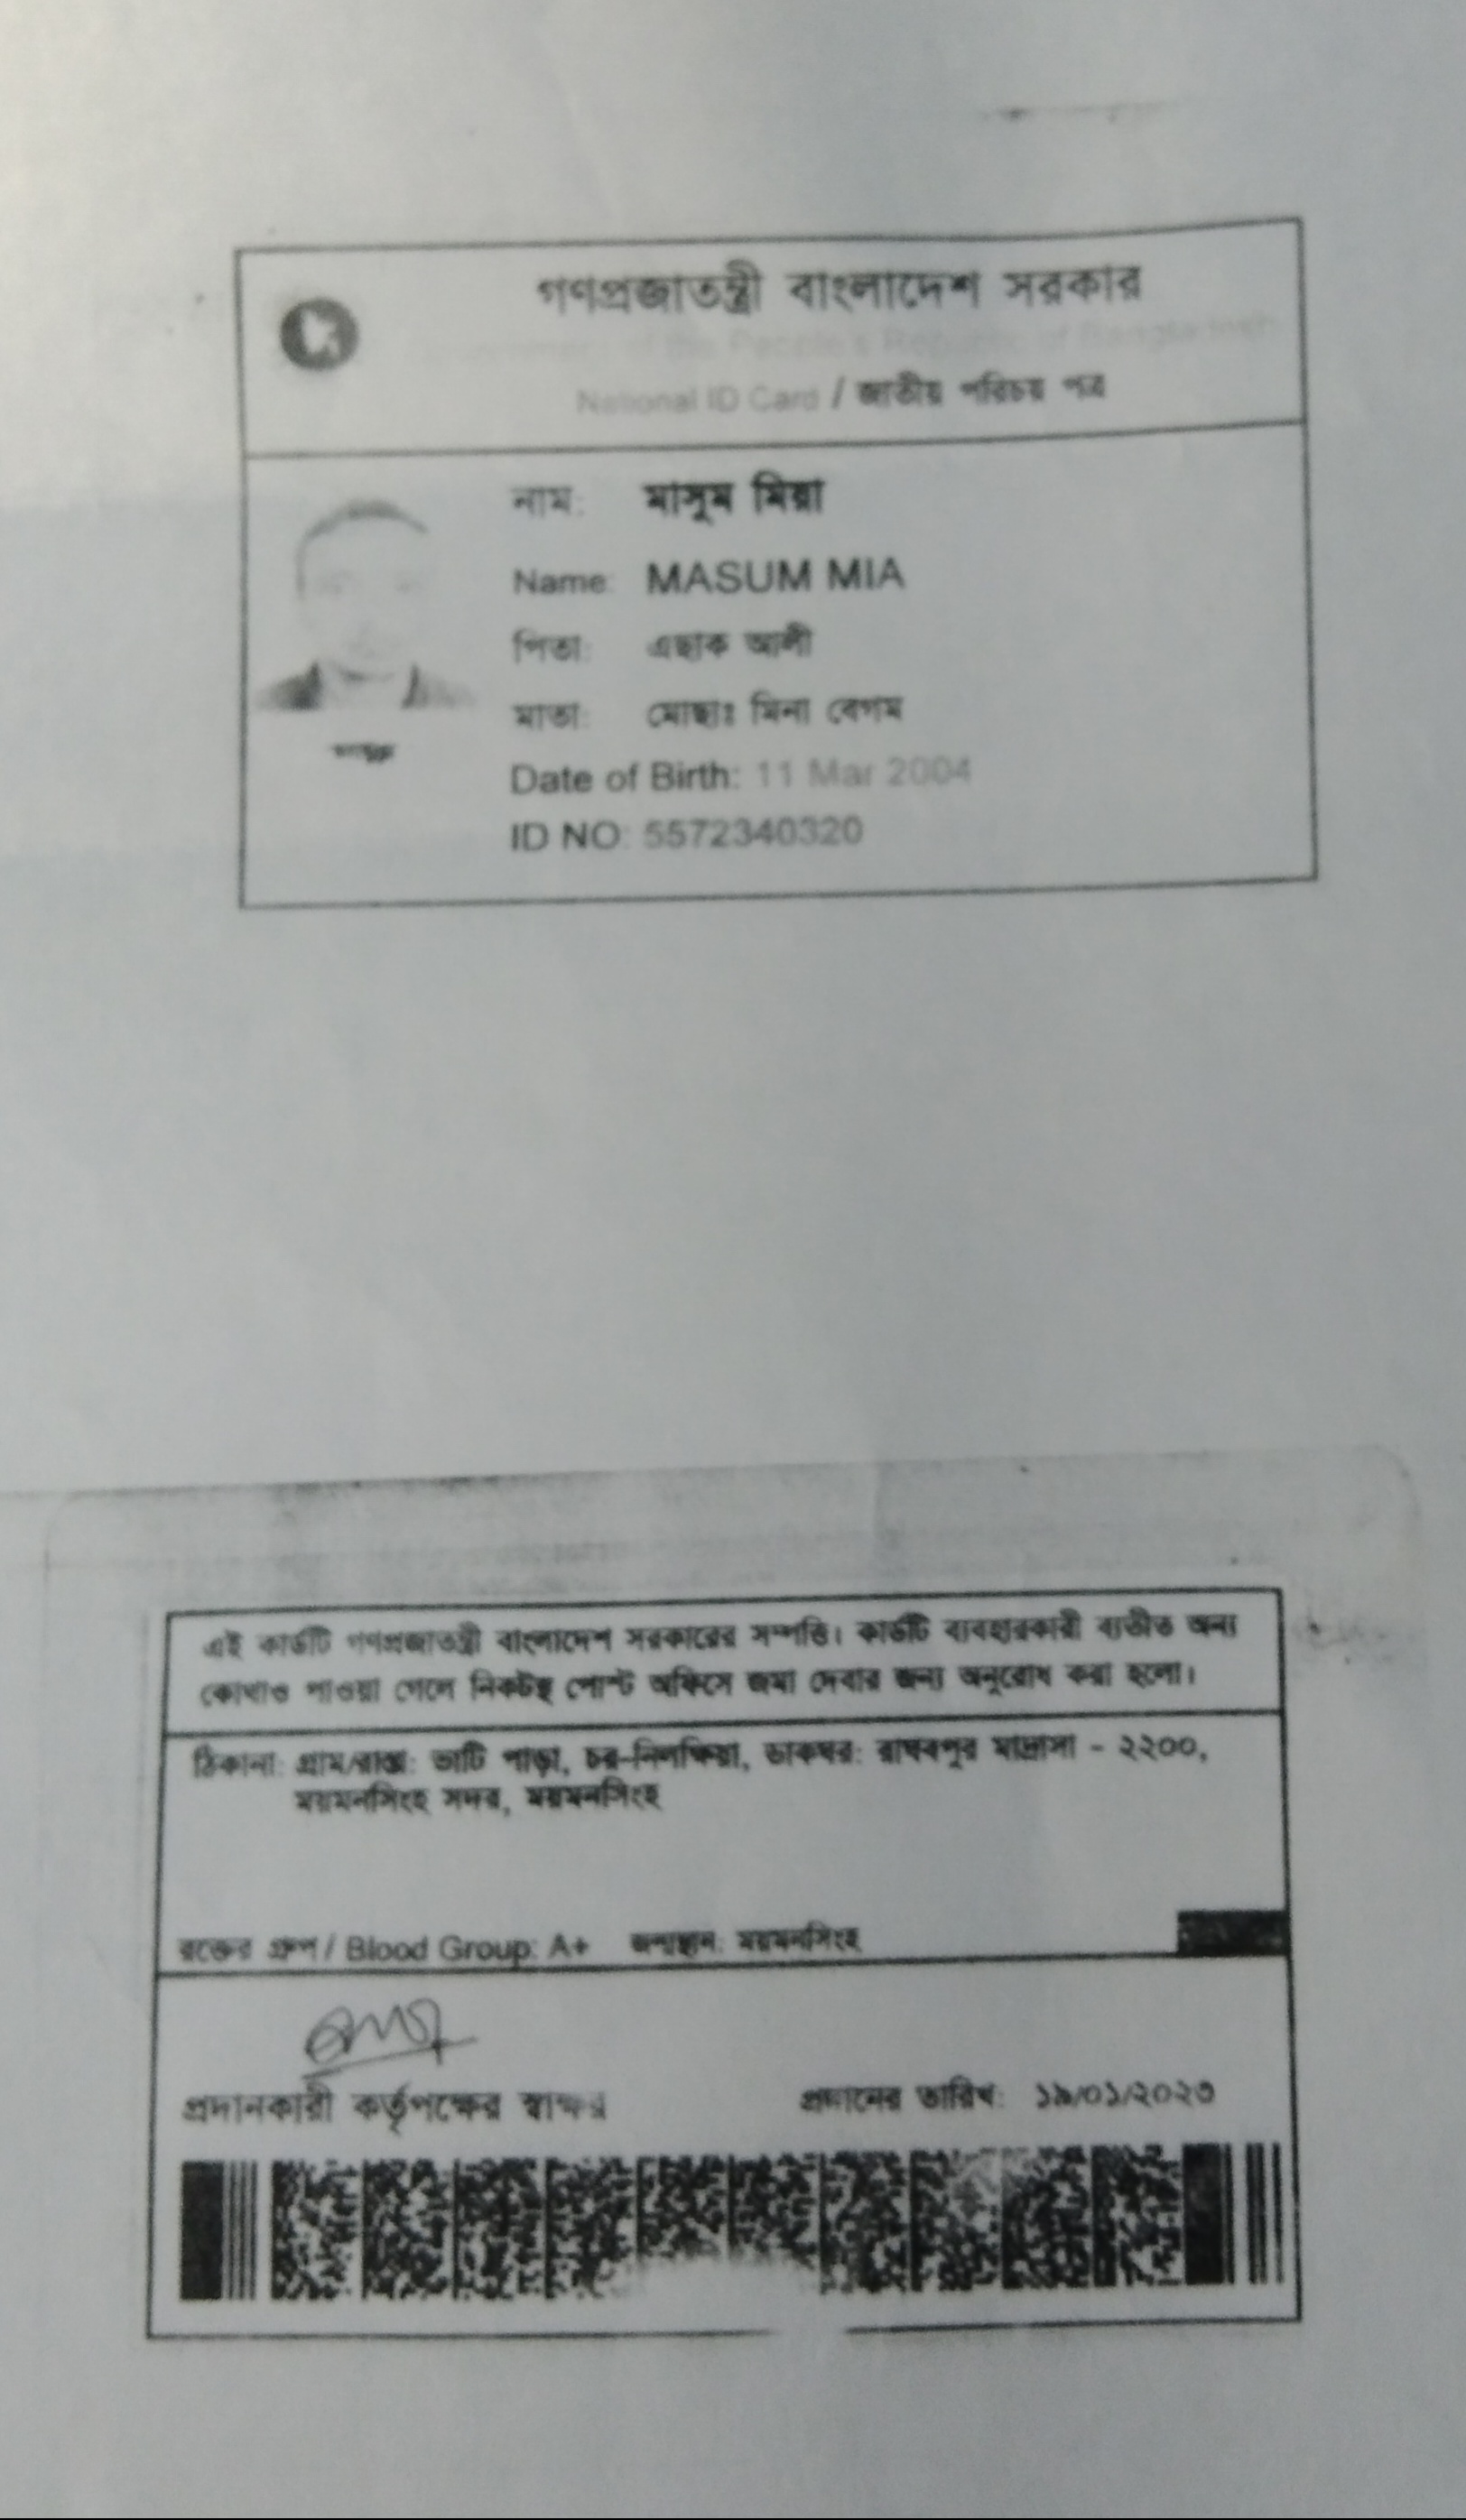 গণপ্রজাতন্ত্রী বাংলাদেশ সরকার
Government of the People's Republic of Bangladesh
National ID Card / জাতীয় পরিচয় পত্র
নাম: মাসুম মিয়া
Name: MASUM MIA
পিতা: এছাক আলী
মাতা: মোছাঃ মিনা বেগম
Date of Birth: 11 Mar 2004
ID NO: 5572340320
এই কার্ডটি গণপ্রজাতন্ত্রী বাংলাদেশ সরকারের সম্পত্তি। কার্ডটি ব্যবহারকারী ব্যতীত অন্য
কোথাও পাওয়া গেলে নিকটস্থ পোস্ট অফিসে জমা দেবার জন্য অনুরোধ করা হলো।
ঠিকানা: গ্রাম/রাস্তা: ভাটি পাড়া, চর-নিলক্ষিয়া, ডাকঘর: রাঘবপুর মাদ্রাসা - ২২০০,
ময়মনসিংহ সদর, ময়মনসিংহ
রক্তের গ্রুপ / Blood Group: A+ জন্মস্থান: ময়মনসিংহ
প্রদানকারী কর্তৃপক্ষের স্বাক্ষর
প্রদানের তারিখ: ১৯/০১/২০২৩